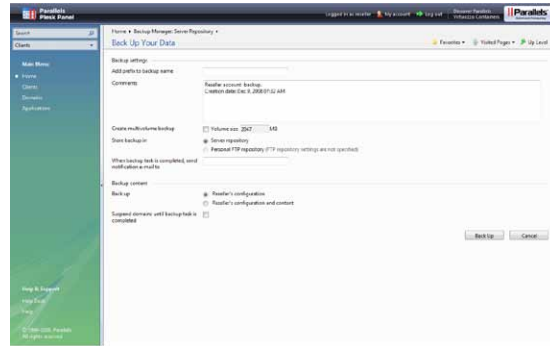 Parallels
Plesk Panel
Logged in as reseller
My account
Log out
Parallels
Virtuozzo Containers
Parallels
Search
Clients
Main Menu
Home
Clients
Domains
Applications
Help & Support
Help Desk
Help
© 1999-2008, Parallels
All rights reserved
Home ▸ Backup Manager: Server Repository ▸
Back Up Your Data
Favorites
Visited Pages
Up Level
Backup settings
Add prefix to backup name
Comments
Reseller account backup.
Creation date: Dec 9, 2008
Create multivolume backup
Volume size 2047 MB
Store backup in
Server repository
Personal FTP repository (FTP repository settings are not specified)
When backup task is completed, send
notification e-mail to
Backup content
Back up
Reseller's configuration
Reseller's configuration and content
Suspend domains until backup task is
completed
Back Up
Cancel